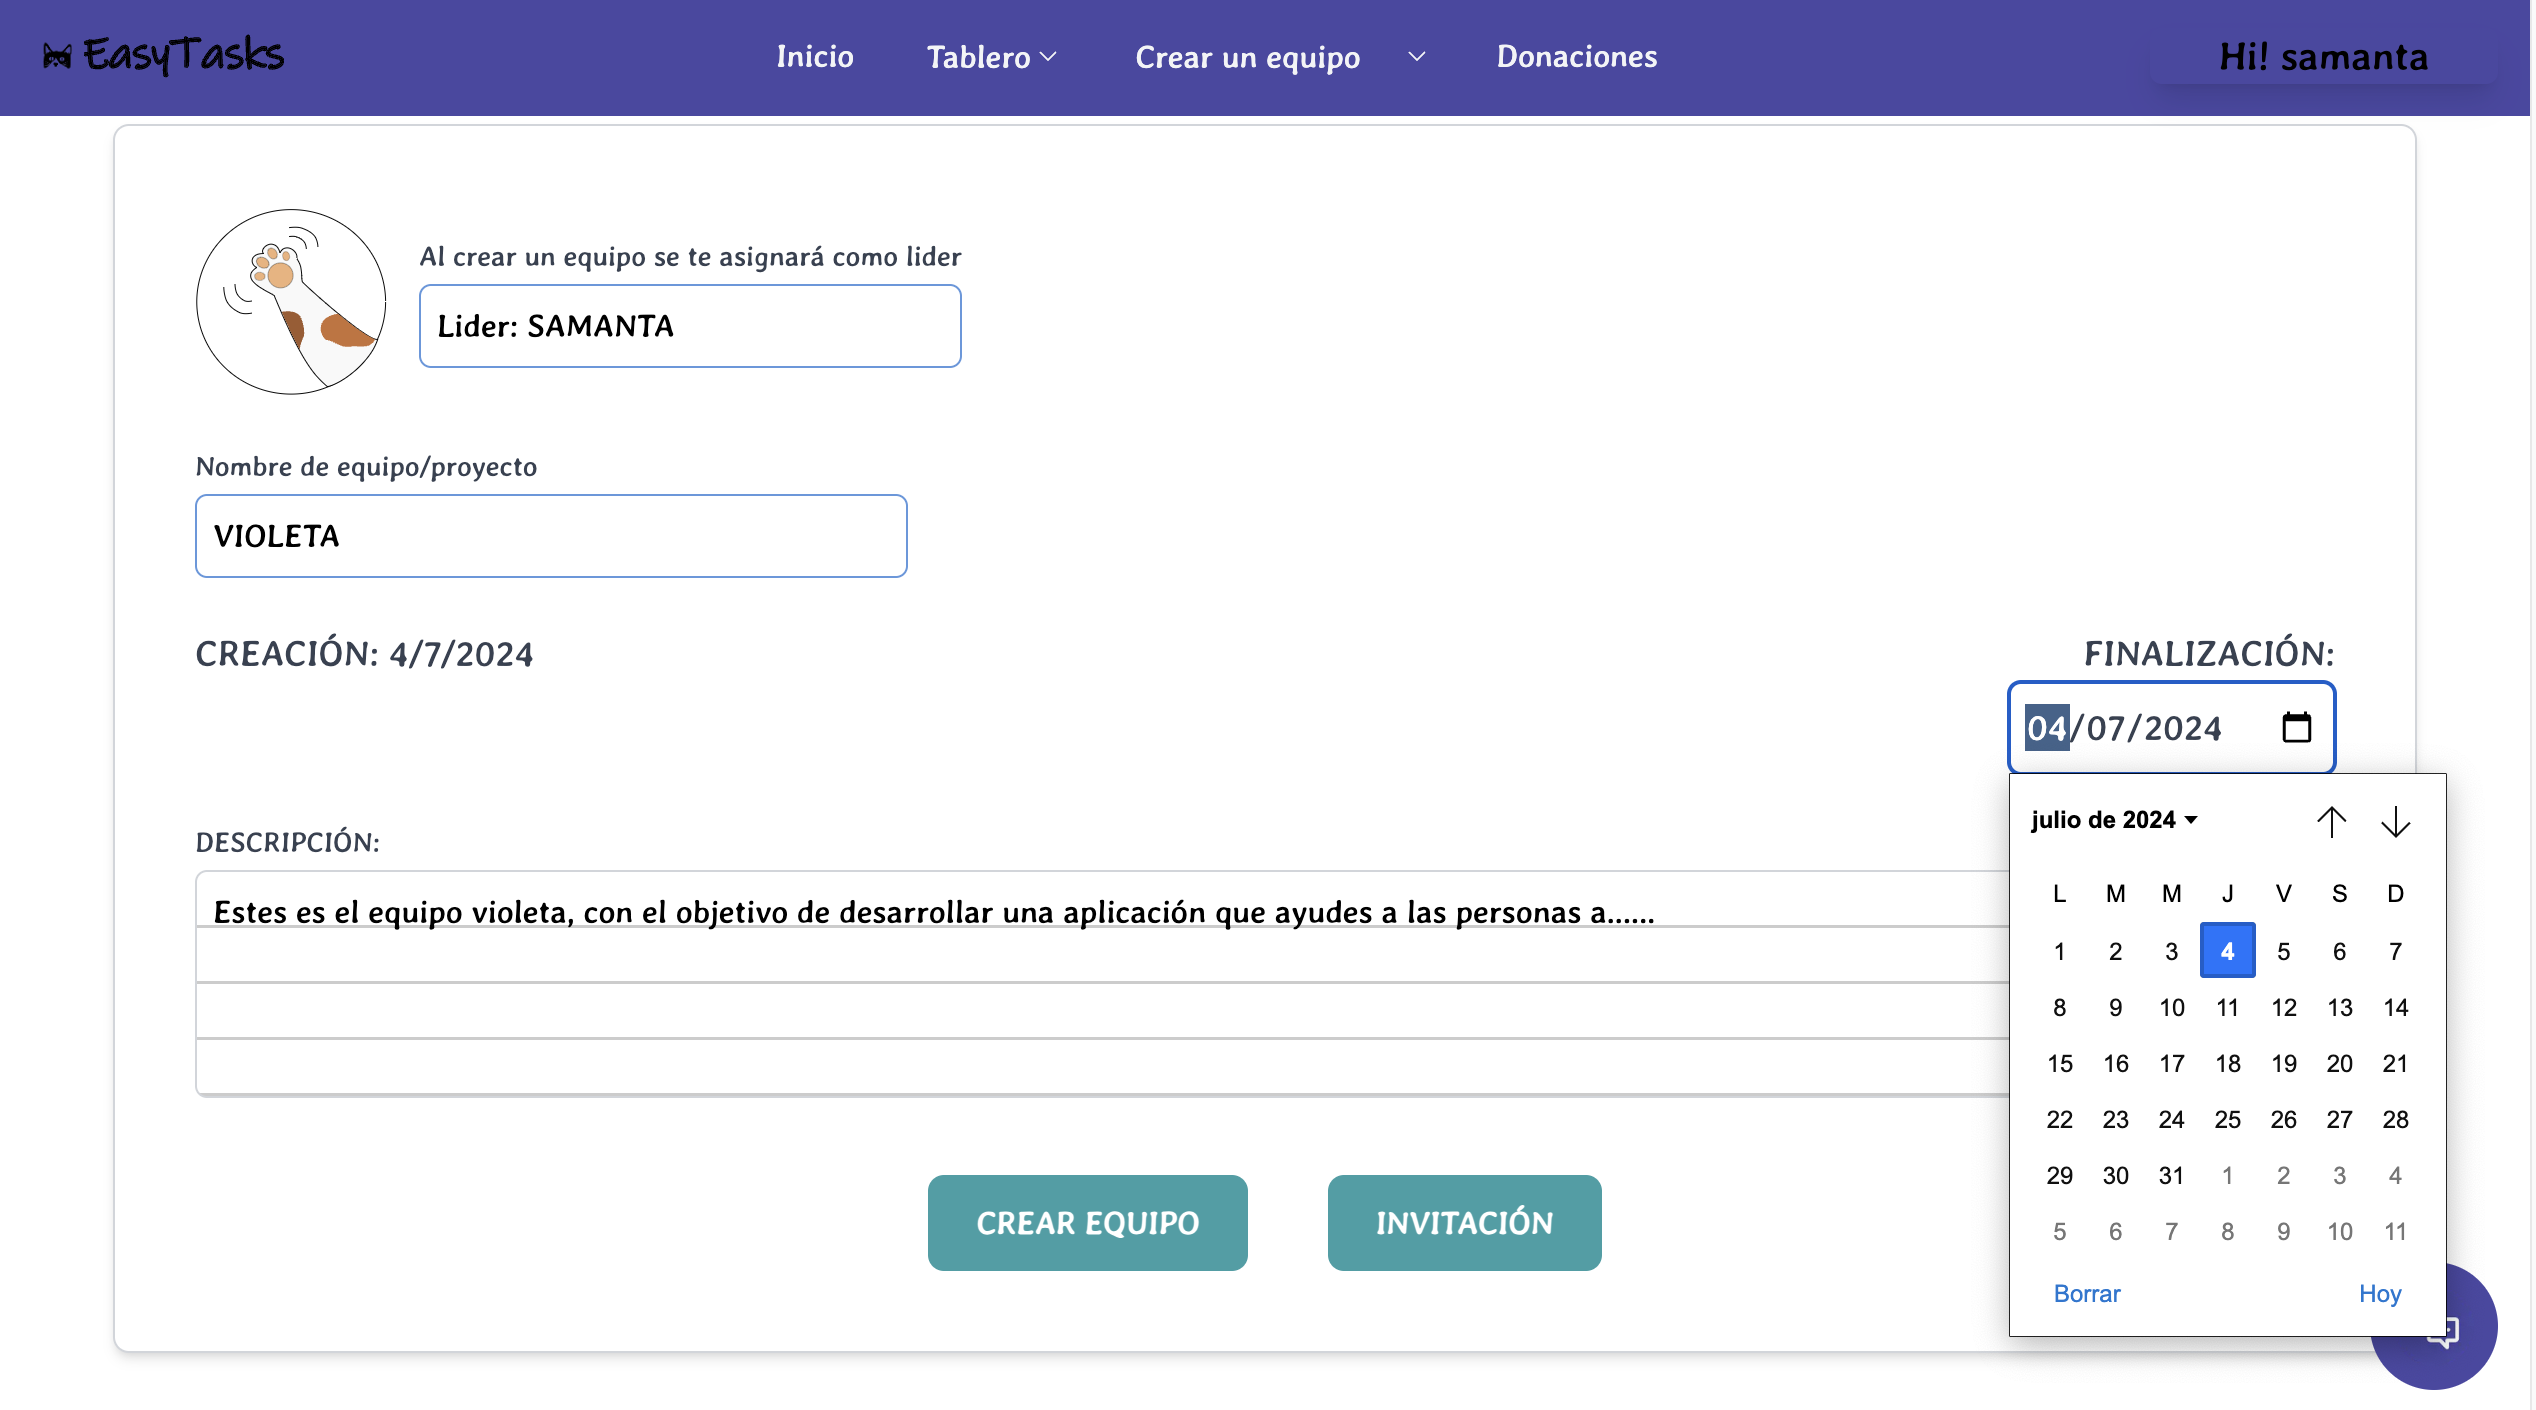 EasyTasks
Inicio
Tablero
Crear un equipo
Donaciones
Hi! samanta
Al crear un equipo se te asignará como lider
Lider: SAMANTA
Nombre de equipo/proyecto
VIOLETA
CREACIÓN: 4/7/2024
FINALIZACIÓN:
04/07/2024
DESCRIPCIÓN:
Estes es el equipo violeta, con el objetivo de desarrollar una aplicación que ayudes a las personas a......
CREAR EQUIPO
INVITACIÓN
julio de 2024
L M M J V S D
1 2 3 4 5 6 7
8 9 10 11 12 13 14
15 16 17 18 19 20 21
22 23 24 25 26 27 28
29 30 31 1 2 3 4
5 6 7 8 9 10 11
Borrar Hoy